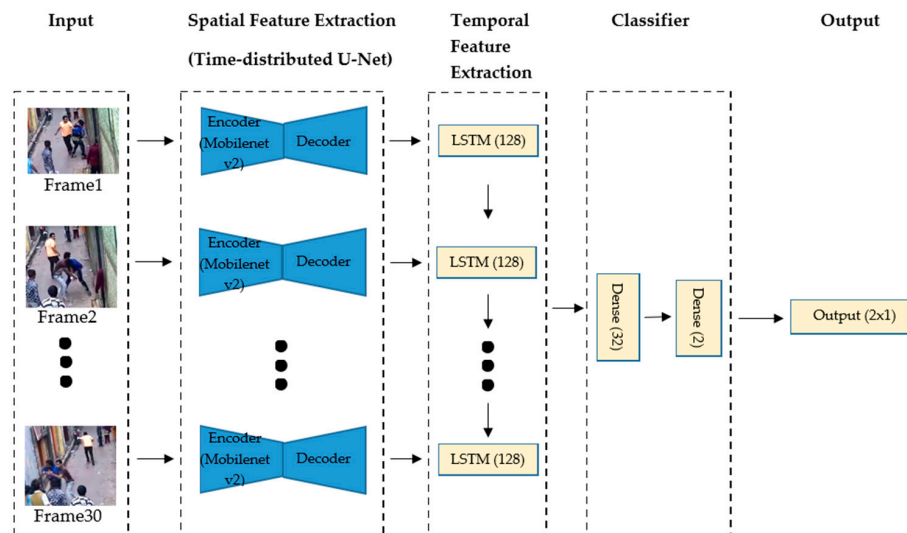 Input
Spatial Feature Extraction
(Time-distributed U-Net)
Temporal
Feature
Extraction
Classifier
Output
Encoder
(Mobilenet
v2)
Decoder
LSTM (128)
Frame1
Encoder
(Mobilenet
v2)
Decoder
LSTM (128)
Frame2
Dense (32)
Dense (2)
Output (2x1)
Encoder
(Mobilenet
v2)
Decoder
LSTM (128)
Frame30